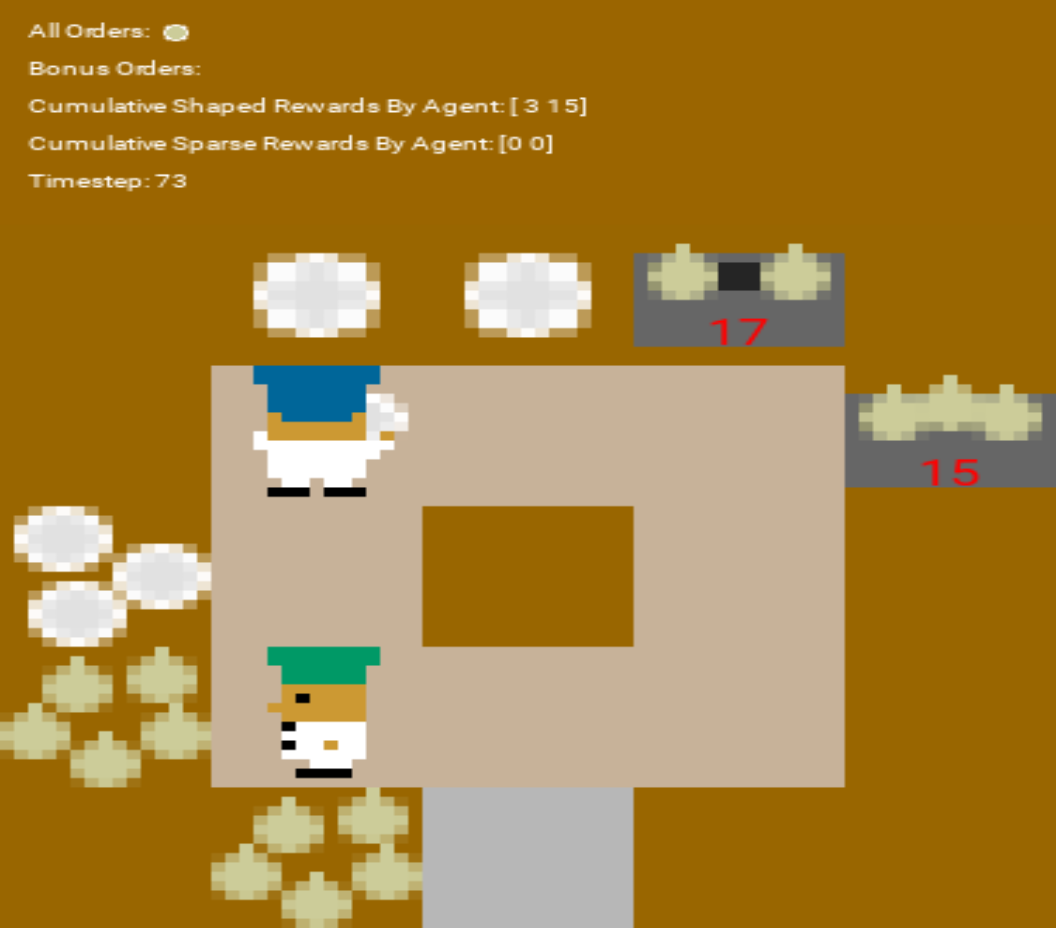 All Orders:
Bonus Orders:
Cumulative Shaped Rewards By Agent: [ 3 15]
Cumulative Sparse Rewards By Agent: [0 0]
Timestep: 73
17
15